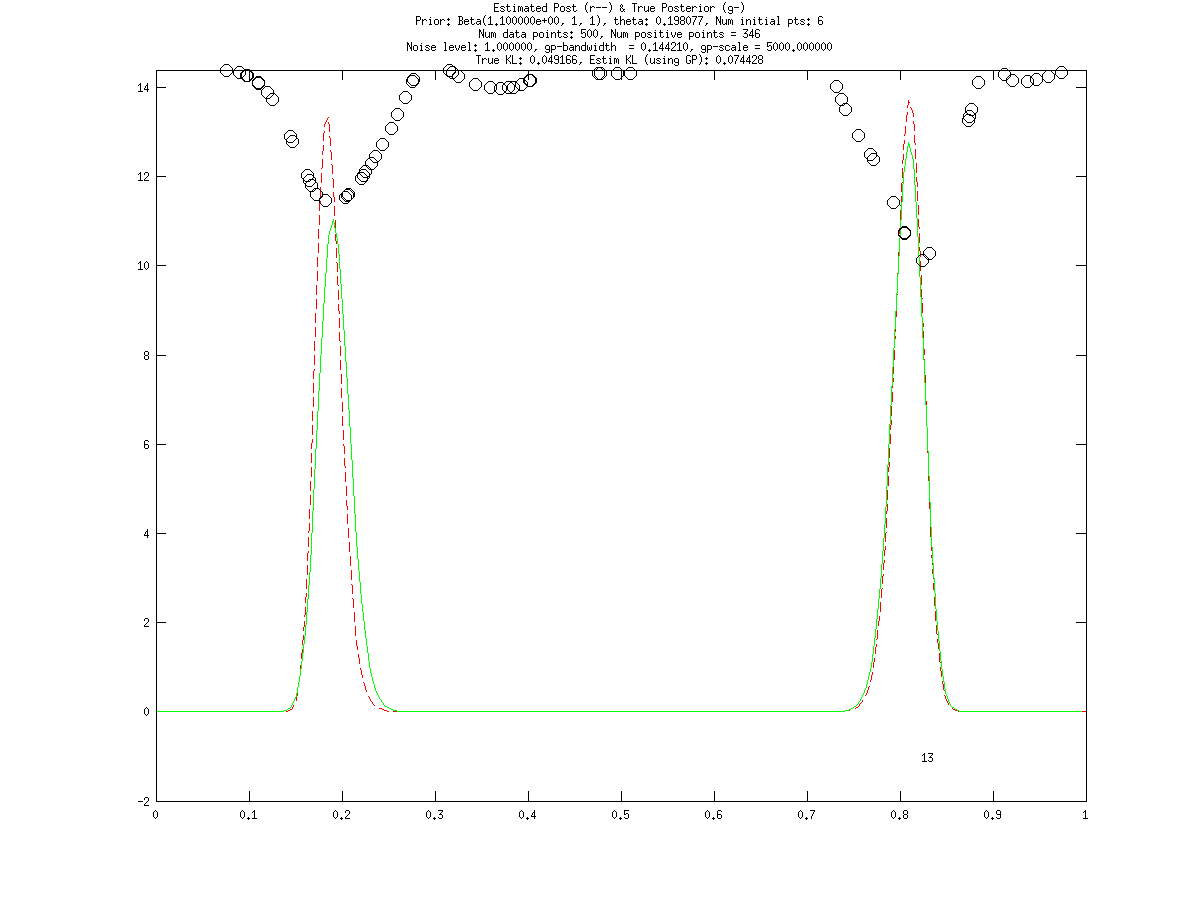 Estimated Post (r--) & True Posterior (g-)
Prior: Beta(1.100000e+00, 1, 1), theta: 0.198077, Num initial pts: 6
Num data points: 500, Num positive points = 346
Noise level: 1.000000, gp-bandwidth = 0.144210, gp-scale = 5000.000000
True KL: 0.049166, Estim KL (using GP): 0.074428
14
12
10
8
6
4
2
0
13
-2
0 0.1 0.2 0.3 0.4 0.5 0.6 0.7 0.8 0.9 1